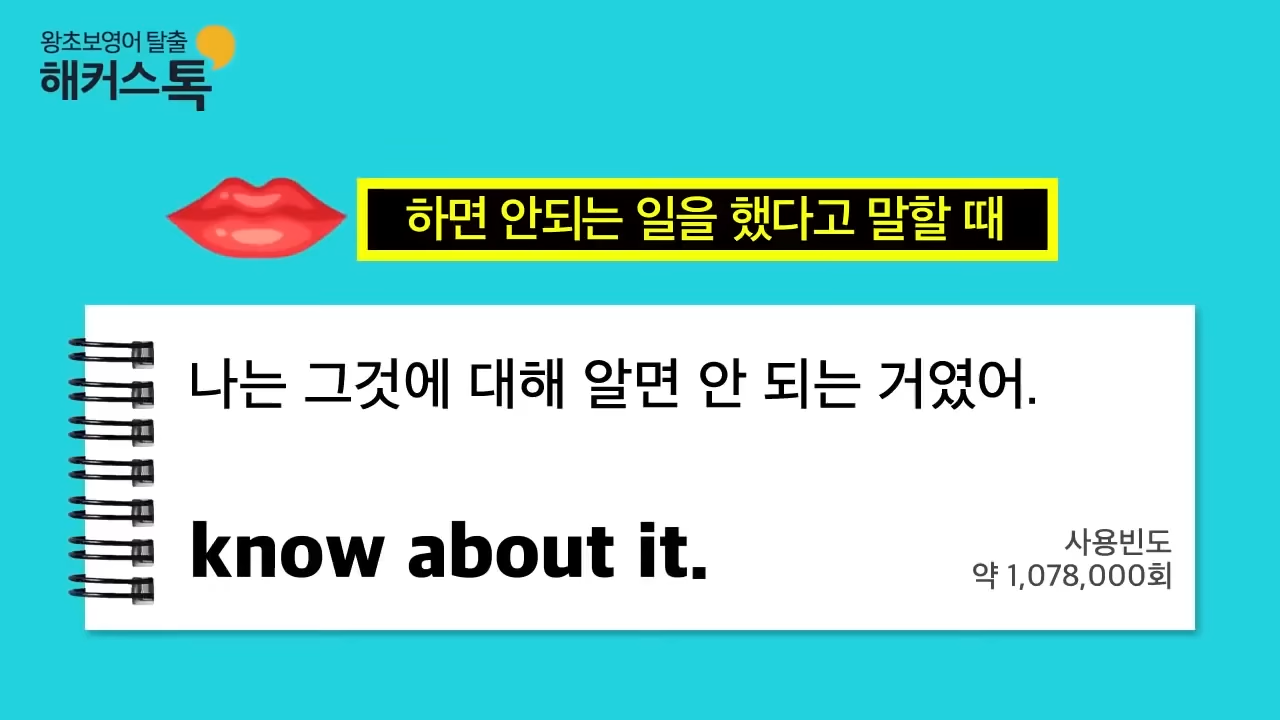 왕초보영어 탈출
해커스톡
하면 안되는 일을 했다고 말할 때
나는 그것에 대해 알면 안 되는 거였어.
know about it.
사용빈도
약 1,078,000회